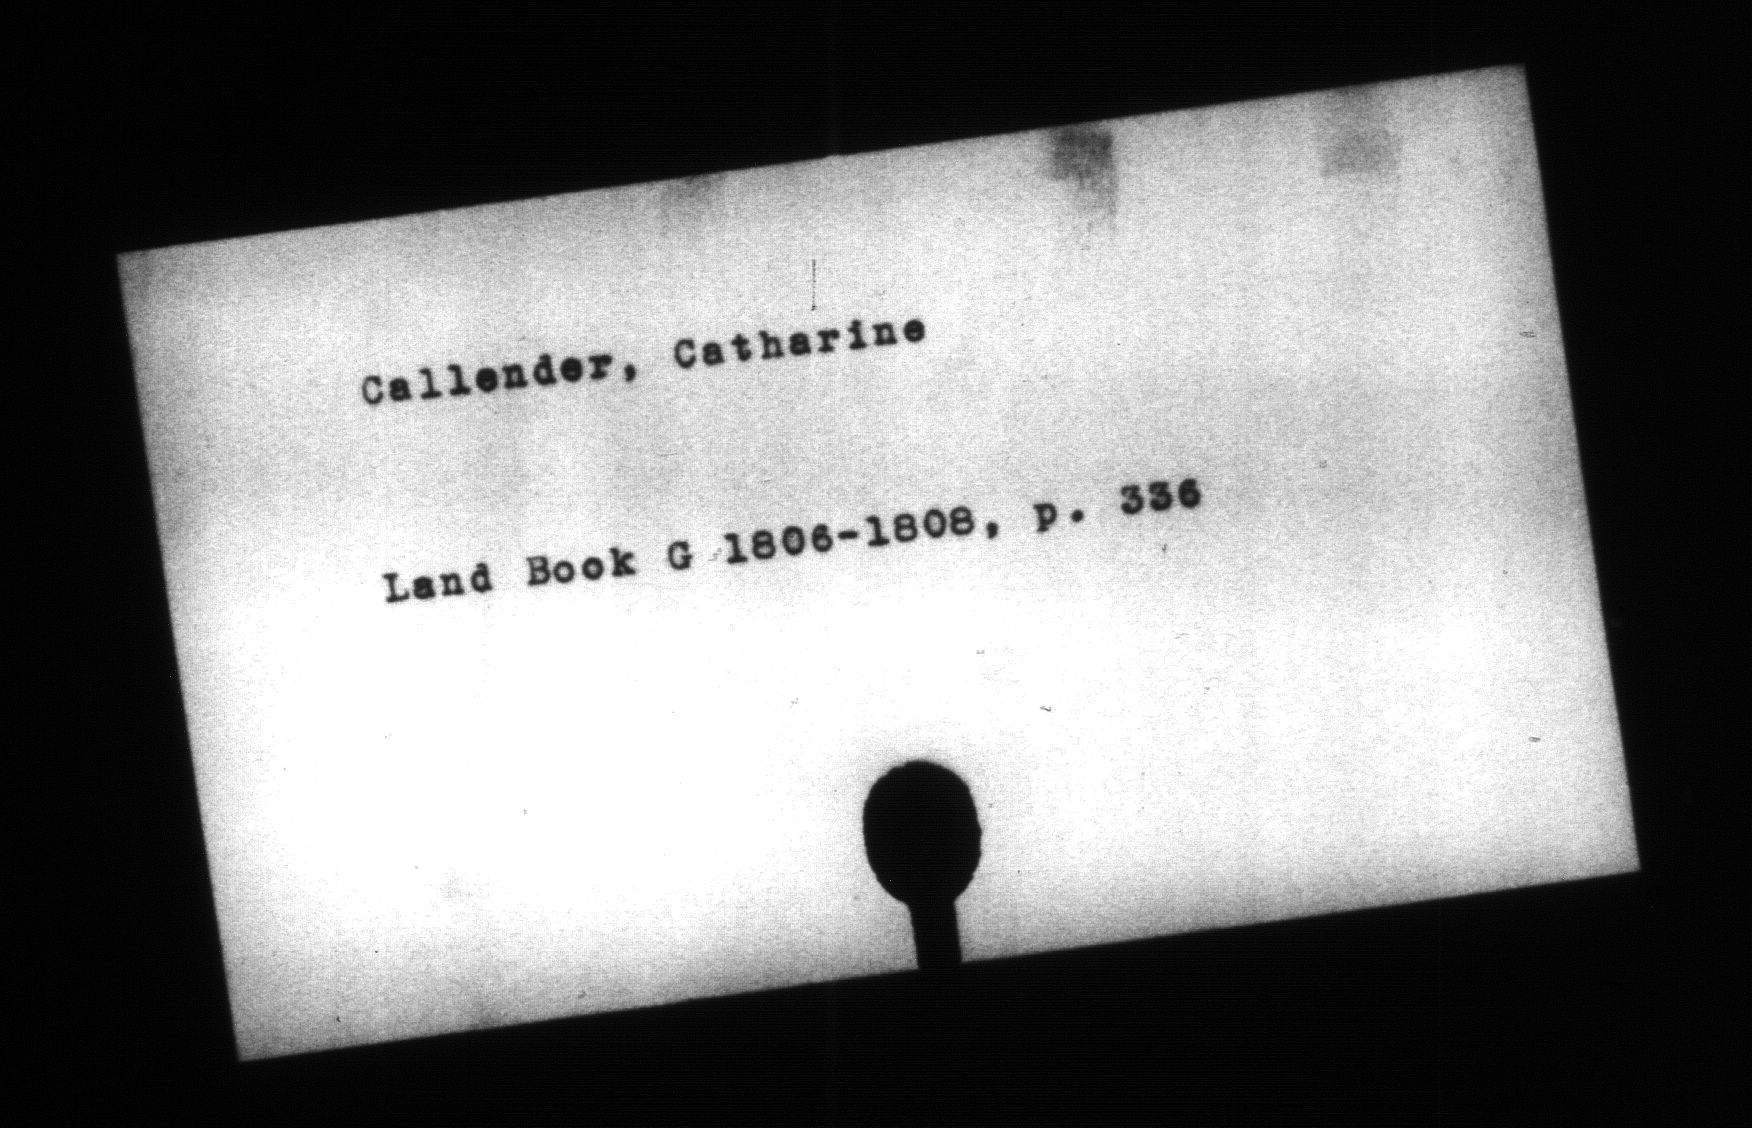 Callender, Catharine
Land Book G 1806-1808, p. 336